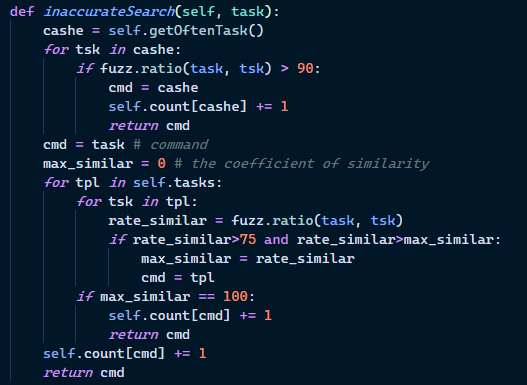 def inaccurateSearch(self, task):
    cashe = self.getOftenTask()
    for tsk in cashe:
        if fuzz.ratio(task, tsk) > 90:
            cmd = cashe
            self.count[cashe] += 1
            return cmd
    cmd = task # command
    max_similar = 0 # the coefficient of similarity
    for tpl in self.tasks:
        for tsk in tpl:
            rate_similar = fuzz.ratio(task, tsk)
            if rate_similar>75 and rate_similar>max_similar:
                max_similar = rate_similar
                cmd = tpl
        if max_similar == 100:
            self.count[cmd] += 1
            return cmd
    self.count[cmd] += 1
    return cmd